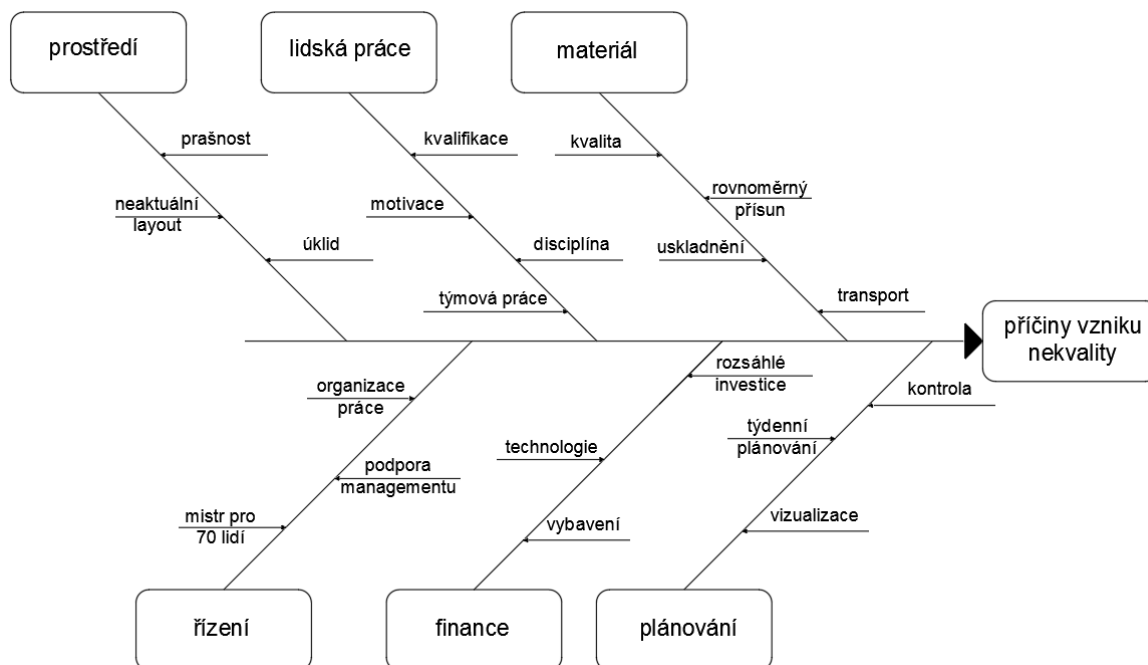 prostředí
lidská práce
materiál
prašnost
kvalifikace
kvalita
neaktuální
layout
motivace
rovnoměrný
přísun
úklid
disciplína
uskladnění
týmová práce
transport
příčiny vzniku
nekvality
organizace
práce
rozsáhlé
investice
kontrola
technologie
týdenní
plánování
podpora
managementu
mistr pro
70 lidí
vybavení
vizualizace
řízení
finance
plánování